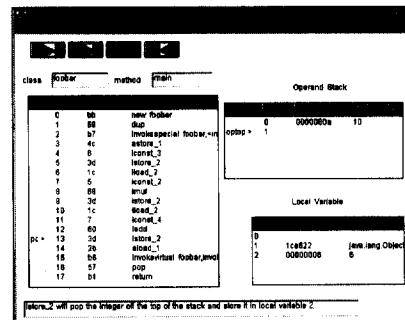 class foobar method main
Operand Stack
0 bb new foobar
1 59 dup
2 b7 invokespecial foobar,<in
3 4c astore_1
4 6 iconst_3
5 3d istore_2
6 1c iload_2
7 5 iconst_2
8 68 imul
9 3d istore_2
10 1c iload_2
11 7 iconst_4
12 60 iadd
pc > 13 3d istore_2
14 2b aload_1
15 b6 invokevirtual foobar,invol
16 57 pop
17 b1 return
0 0000000a 10
optop > 1
Local Variable
0
1 1ca622 java.lang.Object
2 00000006 6
istore_2 will pop the integer off the top of the stack and store it in local variable 2